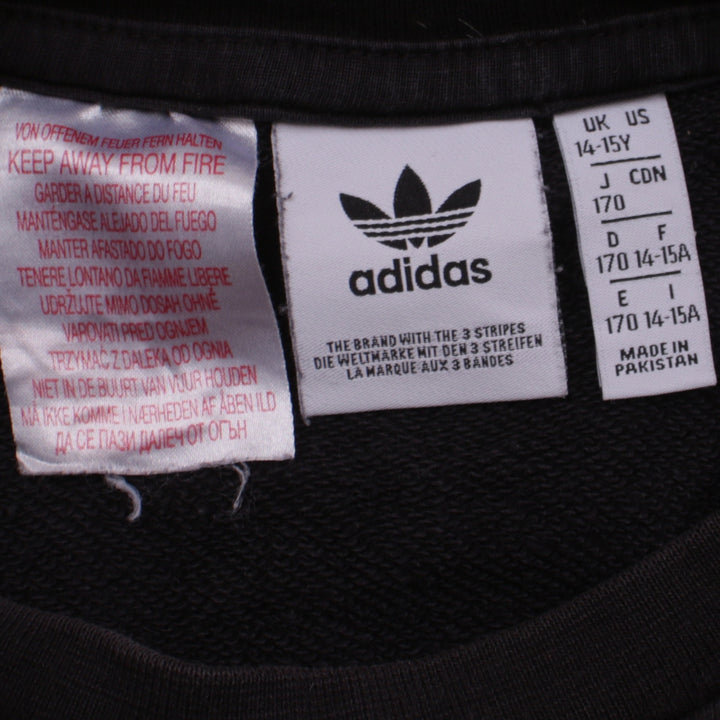 VON OFFENEM FEUER FERN HALTEN
KEEP AWAY FROM FIRE
GARDER A DISTANCE DU FEU
MANTÉNGASE ALEJADO DEL FUEGO
MANTER AFASTADO DO FOGO
TENERE LONTANO DA FIAMME LIBERE
UDRŽUJTE MIMO DOSAH OHNĚ
VAROVATI PRED OGNJEM
TRZYMAĆ Z DALEKA OD OGNIA
NIET IN DE BUURT VAN VUUR HOUDEN
MÅ IKKE KOMME I NÆRHEDEN AF ÅBEN ILD
ДА СЕ ПАЗИ ДАЛЕЧ ОТ ОГЪН
adidas
THE BRAND WITH THE 3 STRIPES
DIE WELTMARKE MIT DEN 3 STREIFEN
LA MARQUE AUX 3 BANDES
UK US
14-15Y
J CDN
170
D F
170 14-15A
E I
170 14-15A
MADE IN
PAKISTAN